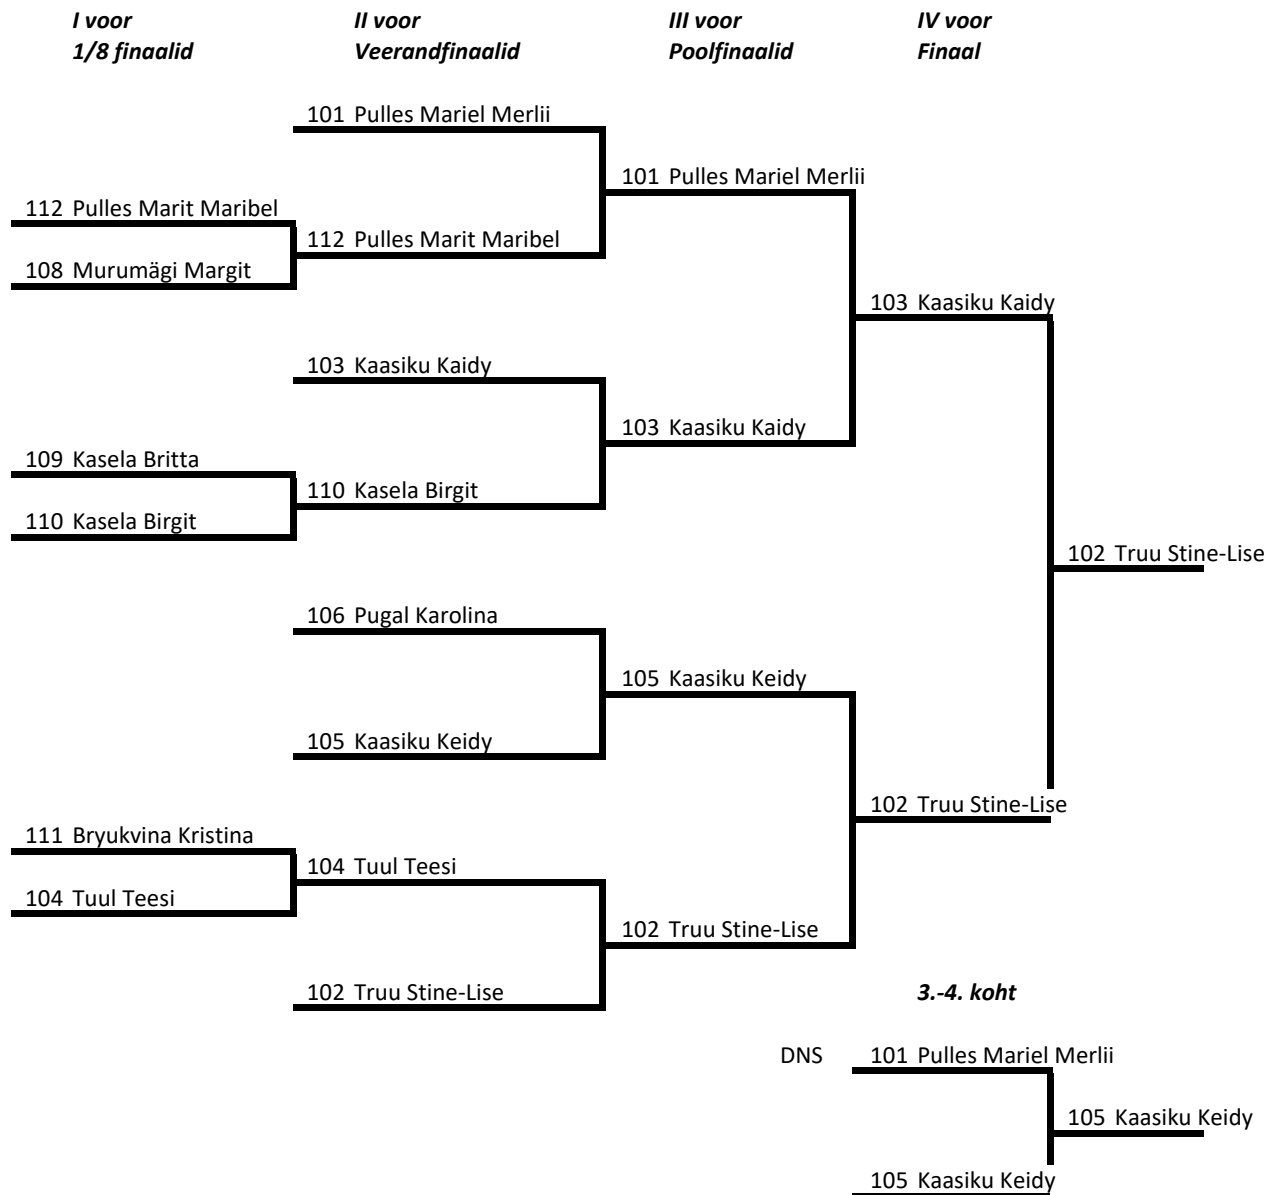 I voor II voor III voor IV voor
1/8 finaalid Veerandfinaalid Poolfinaalid Finaal
101 Pulles Mariel Merlii
101 Pulles Mariel Merlii
112 Pulles Marit Maribel
112 Pulles Marit Maribel
108 Murumägi Margit
103 Kaasiku Kaidy
103 Kaasiku Kaidy
103 Kaasiku Kaidy
109 Kasela Britta
110 Kasela Birgit
110 Kasela Birgit
102 Truu Stine-Lise
106 Pugal Karolina
105 Kaasiku Keidy
105 Kaasiku Keidy
102 Truu Stine-Lise
111 Bryukvina Kristina
104 Tuul Teesi
104 Tuul Teesi
102 Truu Stine-Lise
102 Truu Stine-Lise
3.-4. koht
DNS 101 Pulles Mariel Merlii
105 Kaasiku Keidy
105 Kaasiku Keidy